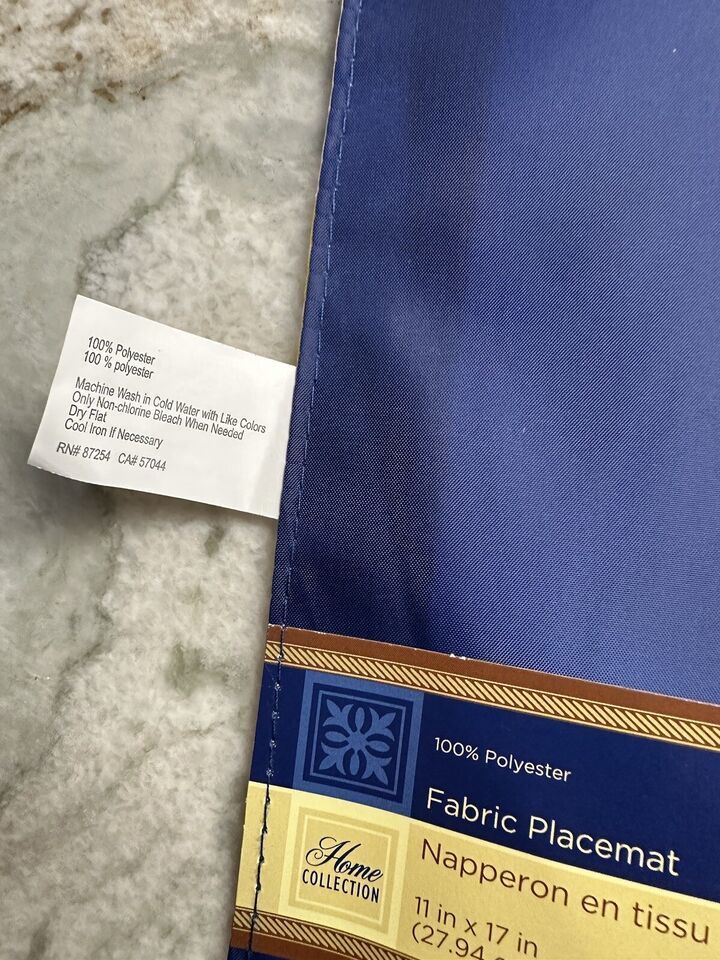 100% Polyester
100 % polyester
Machine Wash in Cold Water with Like Colors
Only Non-chlorine Bleach When Needed
Dry Flat
Cool Iron If Necessary
RN# 87254 CA# 57044
100% Polyester
Fabric Placemat
Home
COLLECTION
Napperon en tissu
11 in x 17 in
(27.94